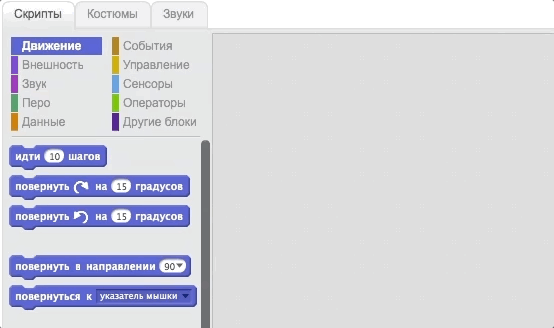 Скрипты Костюмы Звуки
Движение События
Внешность Управление
Звук Сенсоры
Перо Операторы
Данные Другие блоки
идти 10 шагов
повернуть на 15 градусов
повернуть на 15 градусов
повернуть в направлении 90
повернуться к указатель мышки